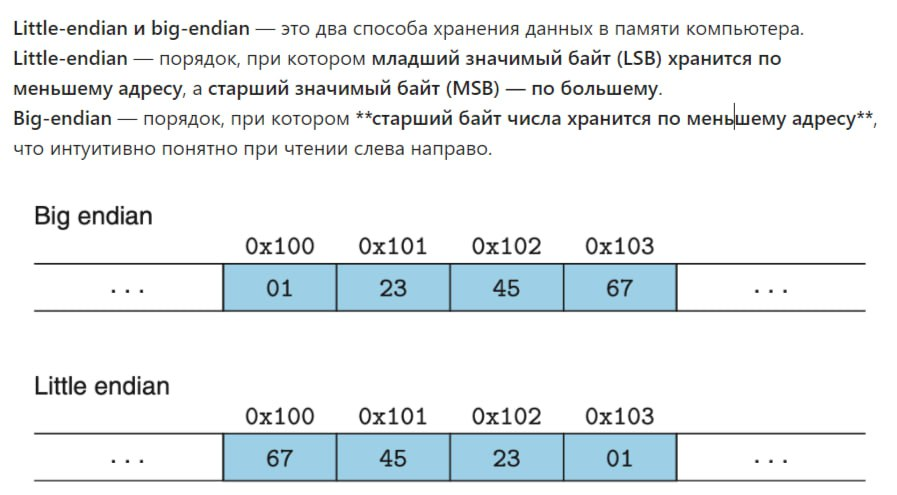 Little-endian и big-endian — это два способа хранения данных в памяти компьютера.
Little-endian — порядок, при котором младший значимый байт (LSB) хранится по
меньшему адресу, а старший значимый байт (MSB) — по большему.
Big-endian — порядок, при котором **старший байт числа хранится по меньшему адресу**,
что интуитивно понятно при чтении слева направо.
Big endian
0x100 0x101 0x102 0x103
... 01 23 45 67 ...
Little endian
0x100 0x101 0x102 0x103
... 67 45 23 01 ...